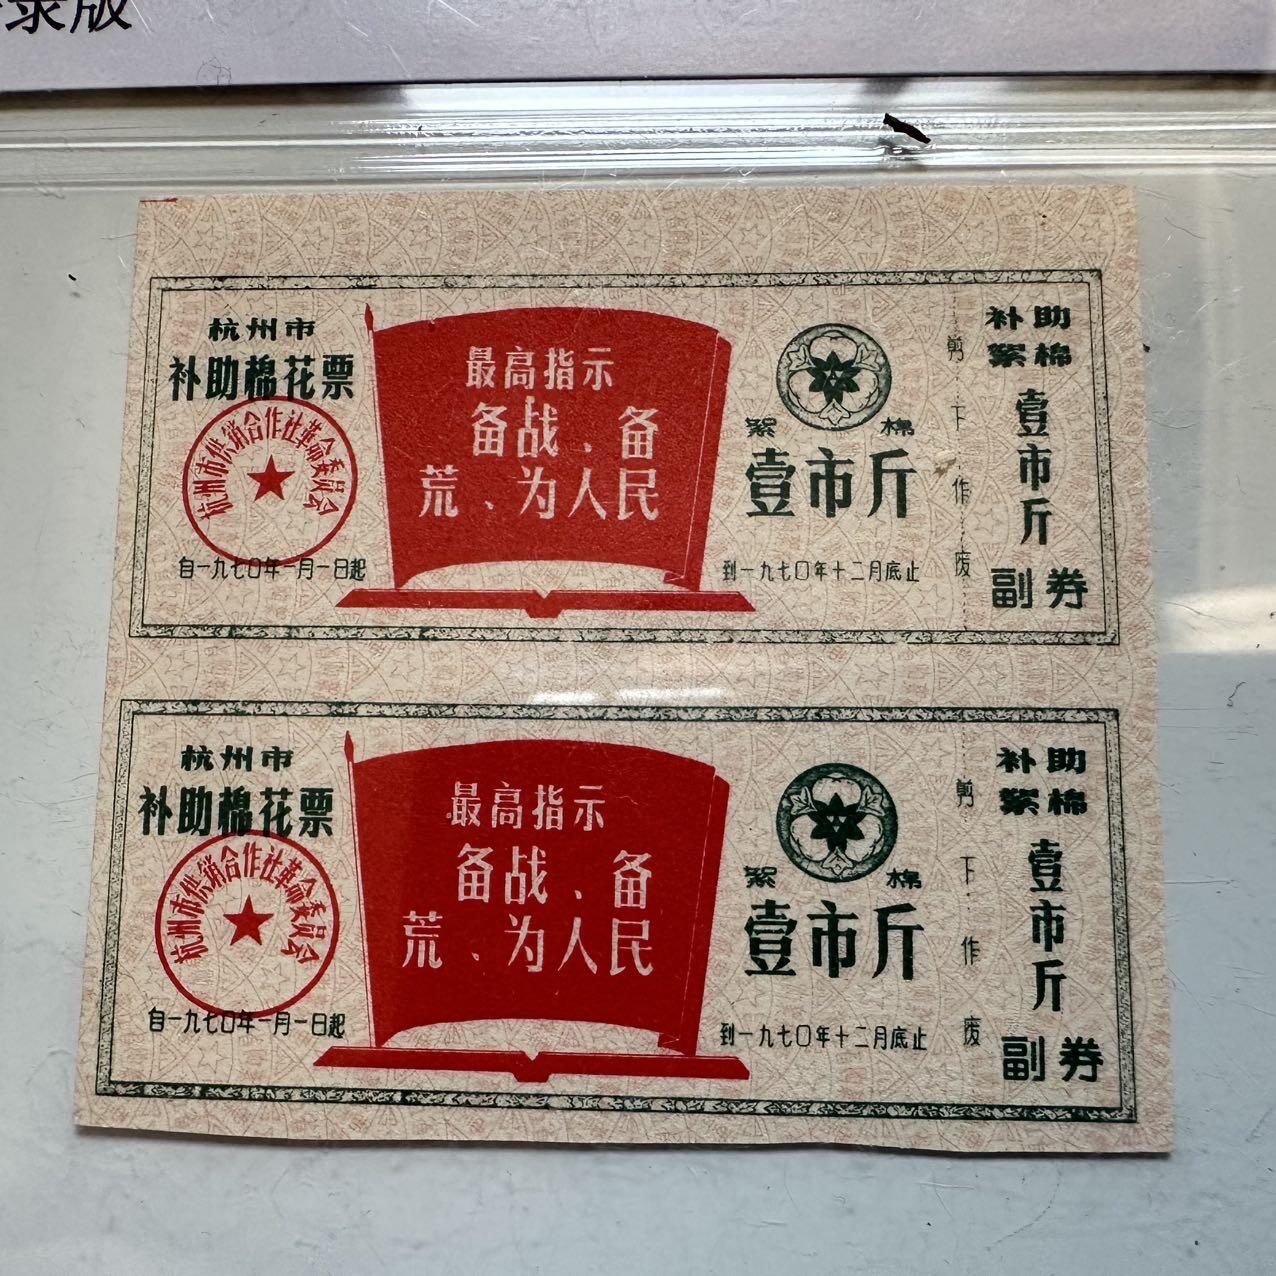 录版
杭州市
补助棉花票
杭州市供销合作社革命委员会
自一九七〇年一月一日起
最高指示
备战、备
荒、为人民
絮棉
壹市斤
到一九七〇年十二月底止
剪下作废
补助
絮棉
壹市斤
副券
杭州市
补助棉花票
杭州市供销合作社革命委员会
自一九七〇年一月一日起
最高指示
备战、备
荒、为人民
絮棉
壹市斤
到一九七〇年十二月底止
剪下作废
补助
絮棉
壹市斤
副券